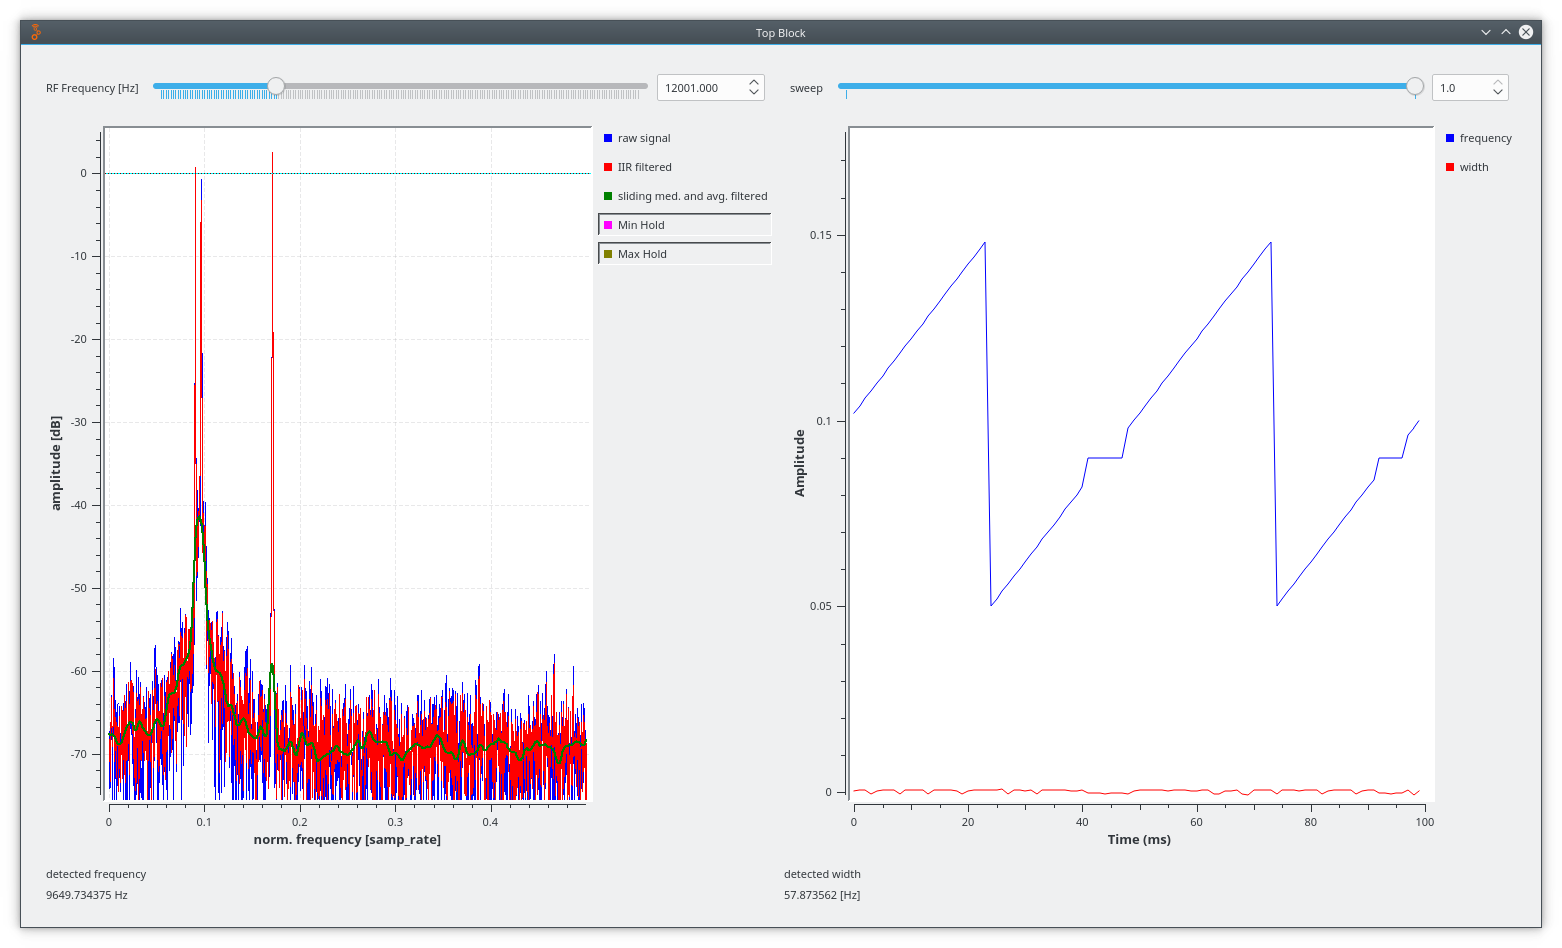 Top Block
RF Frequency [Hz]
12001.000
sweep
1.0
0
-10
-20
-30
-40
-50
-60
-70
amplitude [dB]
0
0.1
0.2
0.3
0.4
norm. frequency [samp_rate]
raw signal
IIR filtered
sliding med. and avg. filtered
Min Hold
Max Hold
0.15
0.1
0.05
0
Amplitude
0
20
40
60
80
100
Time (ms)
frequency
width
detected frequency
9649.734375 Hz
detected width
57.873562 [Hz]